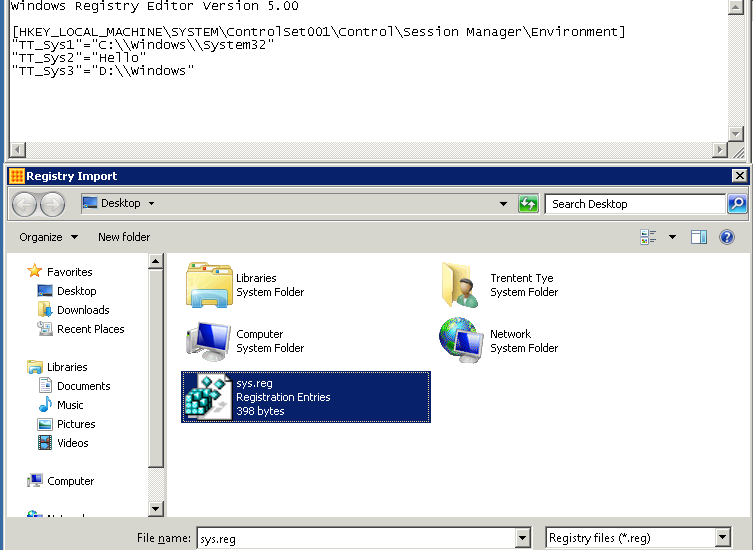 Windows Registry Editor Version 5.00
[HKEY_LOCAL_MACHINE\SYSTEM\ControlSet001\Control\Session Manager\Environment]
"TT_Sys1"="C:\\Windows\\System32"
"TT_Sys2"="Hello"
"TT_Sys3"="D:\\Windows"
Registry Import
Desktop
Search Desktop
Organize
New folder
Favorites
Desktop
Downloads
Recent Places
Libraries
Documents
Music
Pictures
Videos
Computer
Libraries
System Folder
Trentent Tye
System Folder
Computer
System Folder
Network
System Folder
sys.reg
Registration Entries
398 bytes
File name:
sys.reg
Registry files (*.reg)